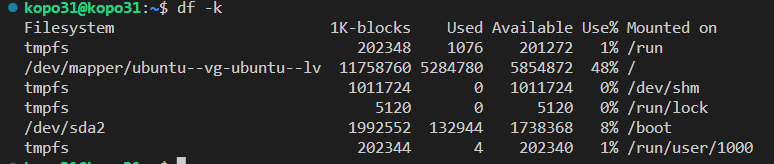 kopo31@kopo31:~$ df -k
Filesystem                        1K-blocks    Used Available Use% Mounted on
tmpfs                                202348    1076    201272   1% /run
/dev/mapper/ubuntu--vg-ubuntu--lv  11758760 5284780   5854872  48% /
tmpfs                               1011724       0   1011724   0% /dev/shm
tmpfs                                  5120       0      5120   0% /run/lock
/dev/sda2                           1992552  132944   1738368   8% /boot
tmpfs                                202344       4    202340   1% /run/user/1000